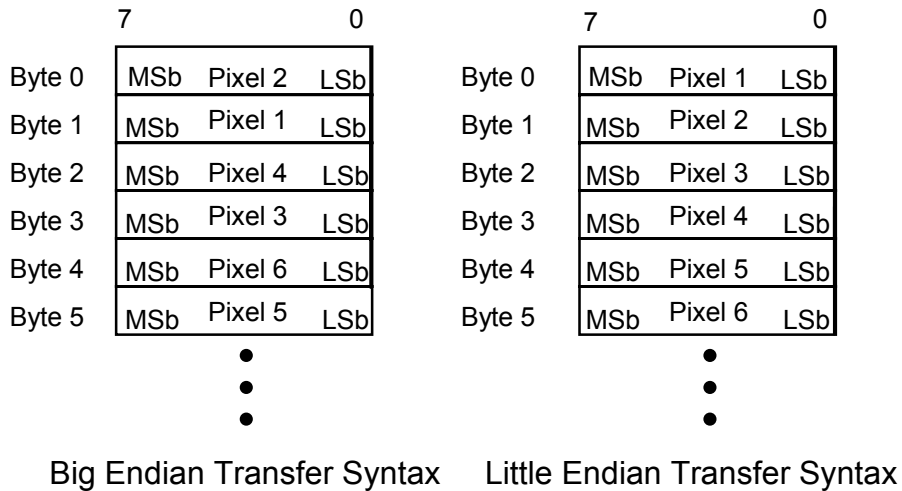 7 0 7 0
Byte 0 MSb Pixel 2 LSb Byte 0 MSb Pixel 1 LSb
Byte 1 MSb Pixel 1 LSb Byte 1 MSb Pixel 2 LSb
Byte 2 MSb Pixel 4 LSb Byte 2 MSb Pixel 3 LSb
Byte 3 MSb Pixel 3 LSb Byte 3 MSb Pixel 4 LSb
Byte 4 MSb Pixel 6 LSb Byte 4 MSb Pixel 5 LSb
Byte 5 MSb Pixel 5 LSb Byte 5 MSb Pixel 6 LSb
Big Endian Transfer Syntax Little Endian Transfer Syntax